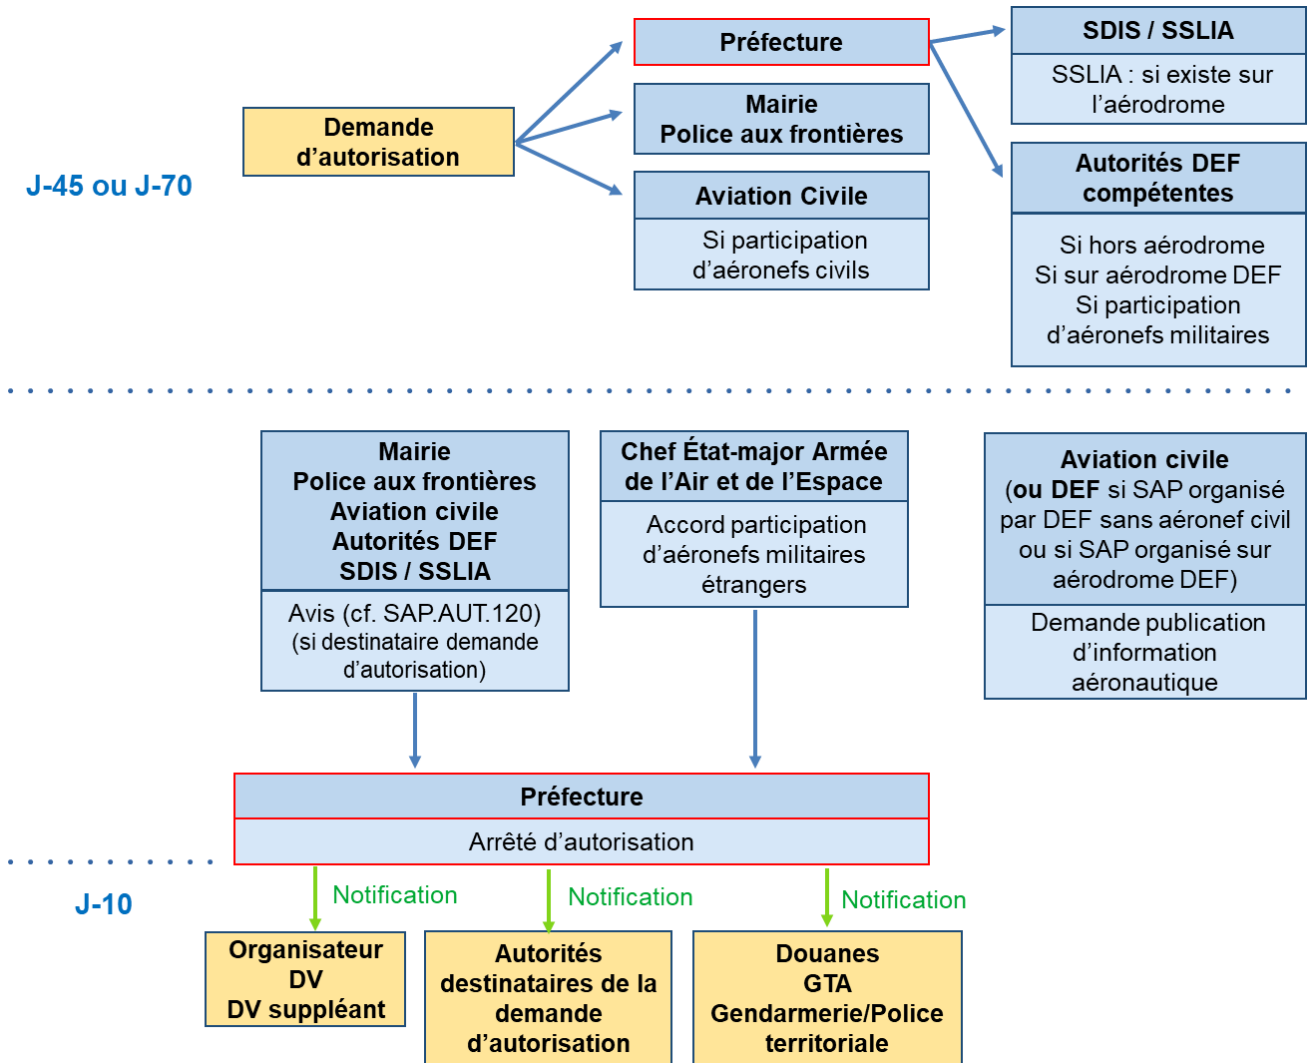 J-45 ou J-70
Demande
d’autorisation
Préfecture
Mairie
Police aux frontières
Aviation Civile
Si participation
d’aéronefs civils
SDIS / SSLIA
SSLIA : si existe sur
l’aérodrome
Autorités DEF
compétentes
Si hors aérodrome
Si sur aérodrome DEF
Si participation
d’aéronefs militaires
Mairie
Police aux frontières
Aviation civile
Autorités DEF
SDIS / SSLIA
Avis (cf. SAP.AUT.120)
(si destinataire demande
d’autorisation)
Chef État-major Armée
de l’Air et de l’Espace
Accord participation
d’aéronefs militaires
étrangers
Aviation civile
(ou DEF si SAP organisé
par DEF sans aéronef civil
ou si SAP organisé sur
aérodrome DEF)
Demande publication
d’information
aéronautique
Préfecture
Arrêté d’autorisation
J-10
Notification
Notification
Notification
Organisateur
DV
DV suppléant
Autorités
destinataires de la
demande
d’autorisation
Douanes
GTA
Gendarmerie/Police
territoriale